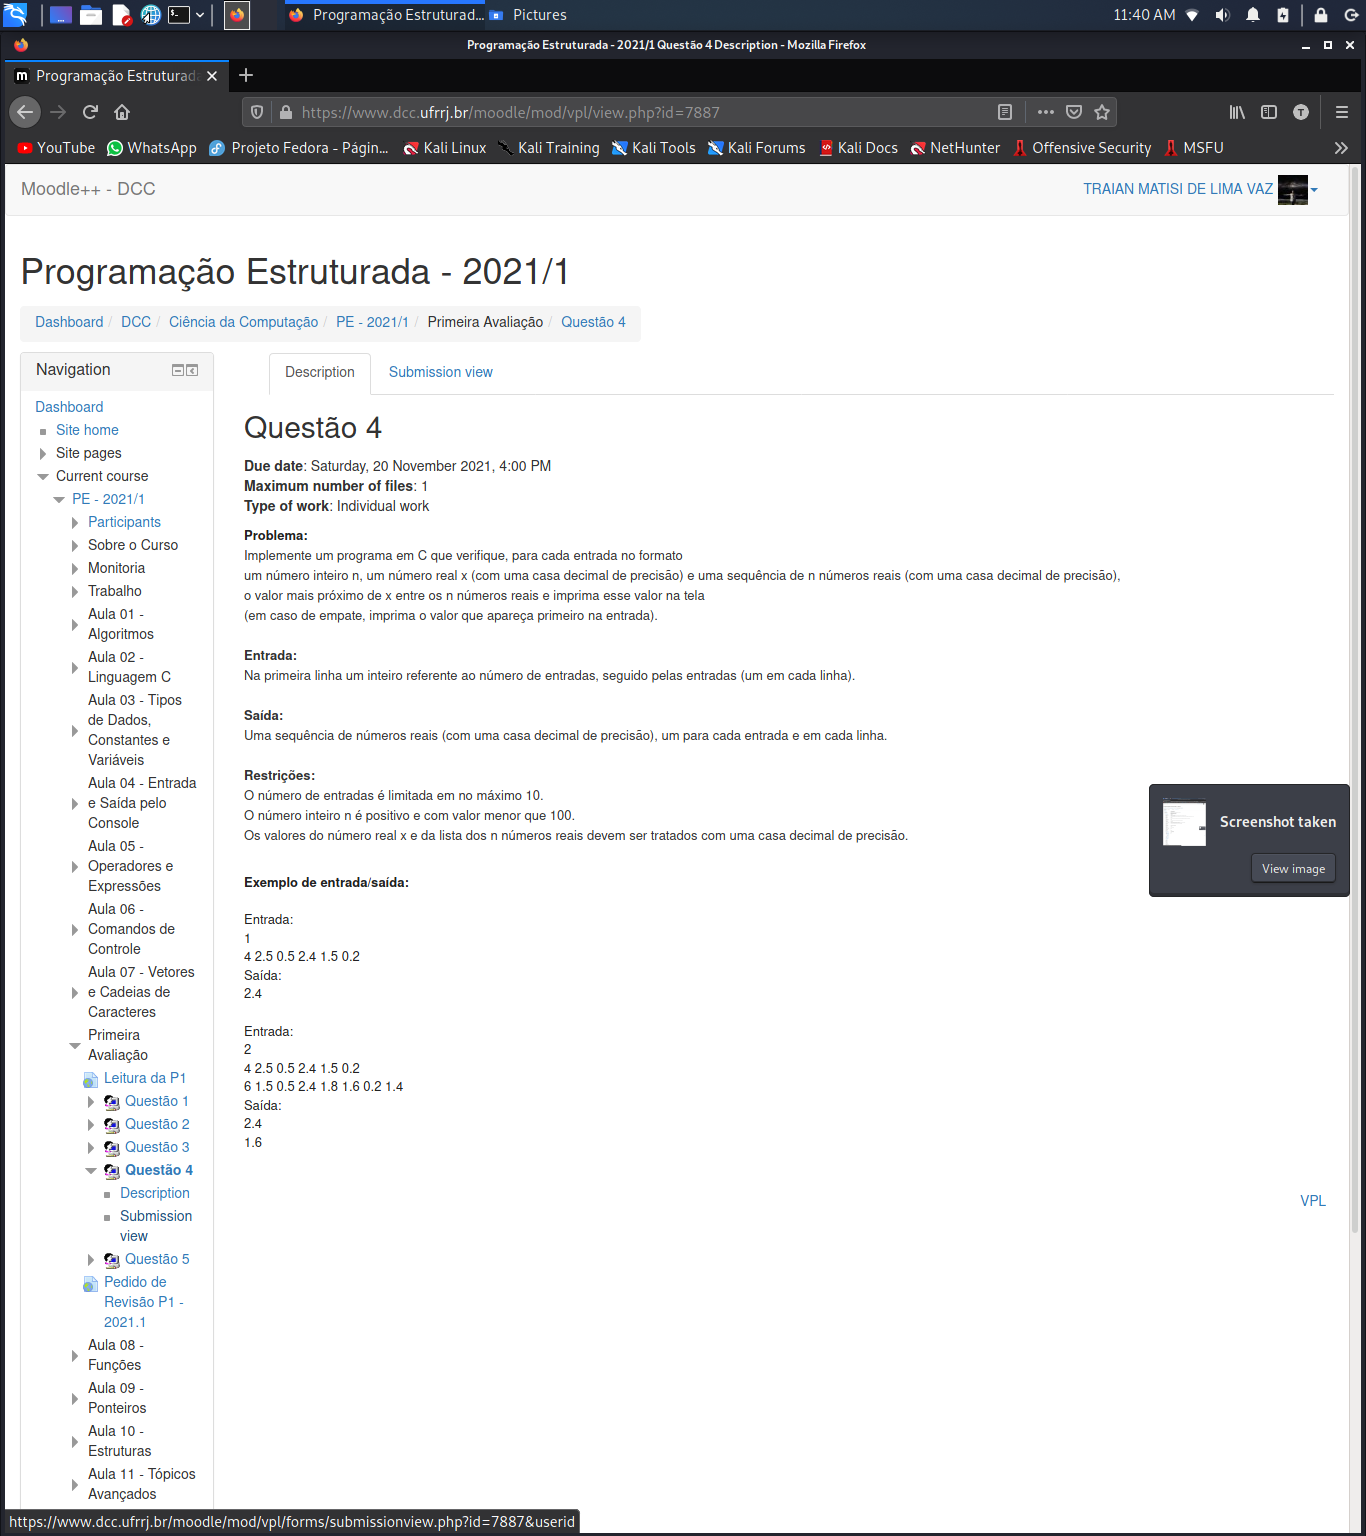 Programação Estruturad...
Pictures
11:40 AM
Programação Estruturada - 2021/1 Questão 4 Description - Mozilla Firefox
Programação Estruturad
https://www.dcc.ufrrj.br/moodle/mod/vpl/view.php?id=7887
T
YouTube
WhatsApp
Projeto Fedora - Págin...
Kali Linux
Kali Training
Kali Tools
Kali Forums
Kali Docs
NetHunter
Offensive Security
MSFU
Moodle++ - DCC
TRAIAN MATISI DE LIMA VAZ
Programação Estruturada - 2021/1
Dashboard / DCC / Ciência da Computação / PE - 2021/1 / Primeira Avaliação / Questão 4
Navigation
Dashboard
Site home
Site pages
Current course
PE - 2021/1
Participants
Sobre o Curso
Monitoria
Trabalho
Aula 01 -
Algoritmos
Aula 02 -
Linguagem C
Aula 03 - Tipos
de Dados,
Constantes e
Variáveis
Aula 04 - Entrada
e Saída pelo
Console
Aula 05 -
Operadores e
Expressões
Aula 06 -
Comandos de
Controle
Aula 07 - Vetores
e Cadeias de
Caracteres
Primeira
Avaliação
Leitura da P1
Questão 1
Questão 2
Questão 3
Questão 4
Description
Submission
view
Questão 5
Pedido de
Revisão P1 -
2021.1
Aula 08 -
Funções
Aula 09 -
Ponteiros
Aula 10 -
Estruturas
Aula 11 - Tópicos
Avançados
Description
Submission view
Questão 4
Due date: Saturday, 20 November 2021, 4:00 PM
Maximum number of files: 1
Type of work: Individual work
Problema:
Implemente um programa em C que verifique, para cada entrada no formato
um número inteiro n, um número real x (com uma casa decimal de precisão) e uma sequência de n números reais (com uma casa decimal de precisão),
o valor mais próximo de x entre os n números reais e imprima esse valor na tela
(em caso de empate, imprima o valor que apareça primeiro na entrada).
Entrada:
Na primeira linha um inteiro referente ao número de entradas, seguido pelas entradas (um em cada linha).
Saída:
Uma sequência de números reais (com uma casa decimal de precisão), um para cada entrada e em cada linha.
Restrições:
O número de entradas é limitada em no máximo 10.
O número inteiro n é positivo e com valor menor que 100.
Os valores do número real x e da lista dos n números reais devem ser tratados com uma casa decimal de precisão.
Exemplo de entrada/saída:
Entrada:
1
4 2.5 0.5 2.4 1.5 0.2
Saída:
2.4
Entrada:
2
4 2.5 0.5 2.4 1.5 0.2
6 1.5 0.5 2.4 1.8 1.6 0.2 1.4
Saída:
2.4
1.6
VPL
Screenshot taken
View image
https://www.dcc.ufrrj.br/moodle/mod/vpl/forms/submissionview.php?id=7887&userid